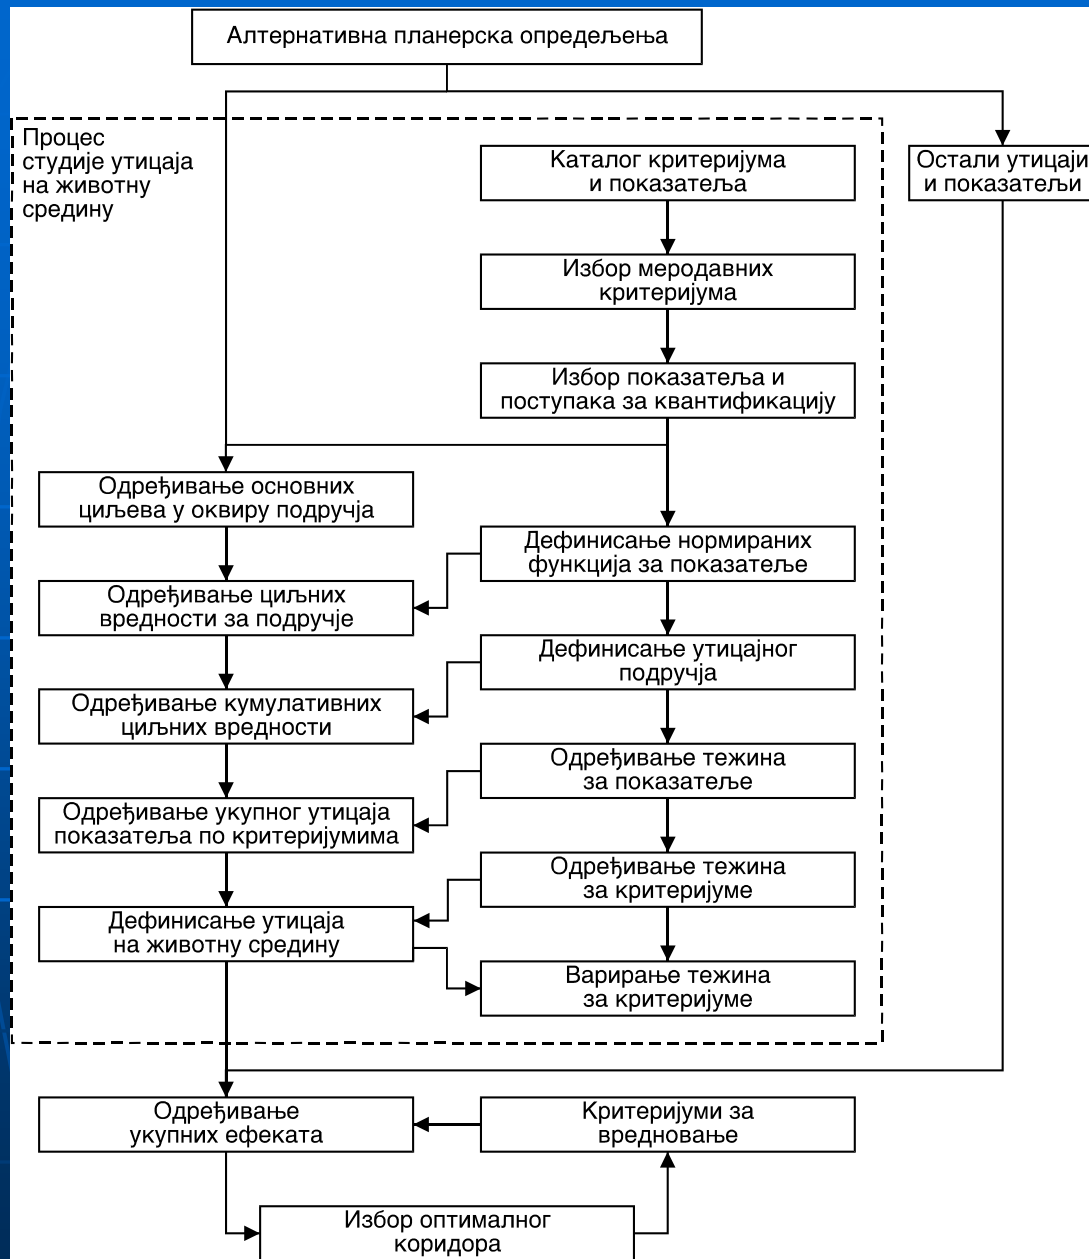 Алтернативна планерска опредељења
Процес
студије утицаја
на животну
средину
Каталог критеријума
и показатеља
Остали утицаји
и показатељи
Избор меродавних
критеријума
Избор показатеља и
поступака за квантификацију
Одређивање основних
циљева у оквиру подручја
Дефинисање нормираних
функција за показатеље
Одређивање циљних
вредности за подручје
Дефинисање утицајног
подручја
Одређивање кумулативних
циљних вредности
Одређивање тежина
за показатеље
Одређивање укупног утицаја
показатеља по критеријумима
Одређивање тежина
за критеријуме
Дефинисање утицаја
на животну средину
Варирање тежина
за критеријуме
Одређивање
укупних ефеката
Критеријуми за
вредновање
Избор оптималног
коридора